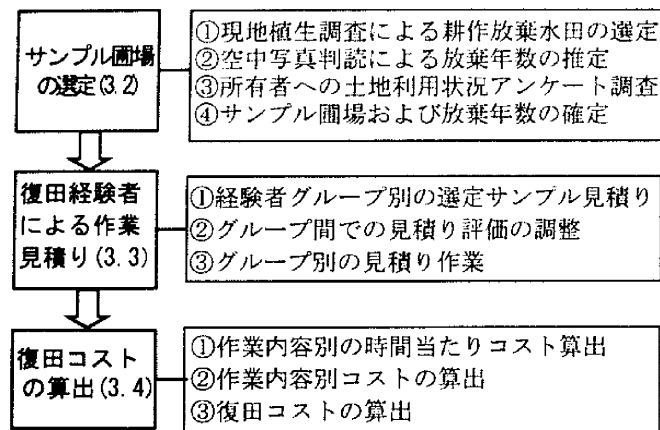 サンプル圃場
の選定(3.2)
①現地植生調査による耕作放棄水田の選定
②空中写真判読による放棄年数の推定
③所有者への土地利用状況アンケート調査
④サンプル圃場および放棄年数の確定
復田経験者
による作業
見積り(3.3)
①経験者グループ別の選定サンプル見積り
②グループ間での見積り評価の調整
③グループ別の見積り作業
復田コスト
の算出(3.4)
①作業内容別の時間当たりコスト算出
②作業内容別コストの算出
③復田コストの算出